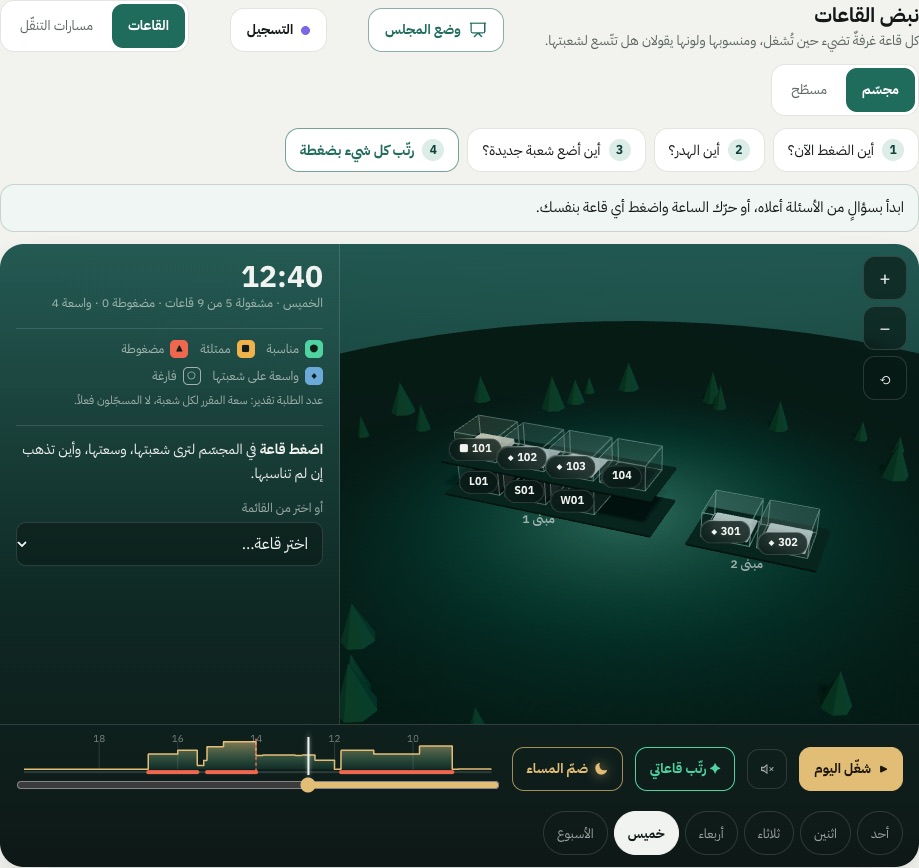 نبض القاعات
كل قاعة غرفةٌ تضيء حين تُشغل، ومنسوبها ولونها يقولان هل تتّسع لشعبتها.
وضع المجلس
التسجيل
القاعات
مسارات التنقّل
مجسّم
مسطّح
1 أين الضغط الآن؟
2 أين الهدر؟
3 أين أضع شعبة جديدة؟
4 رتّب كل شيء بضغطة
ابدأ بسؤالٍ من الأسئلة أعلاه، أو حرّك الساعة واضغط أي قاعة بنفسك.
+
−
101
102
103
104
L01
S01
W01
مبنى 1
301
302
مبنى 2
12:40
الخميس · مشغولة 5 من 9 قاعات · مضغوطة 0 · واسعة 4
مناسبة
ممتلئة
مضغوطة
واسعة على شعبتها
فارغة
عدد الطلبة تقدير: سعة المقرر لكل شعبة، لا المسجّلون فعلاً.
اضغط قاعة في المجسّم لترى شعبتها، وسعتها، وأين تذهب
إن لم تناسبها.
أو اختر من القائمة
اختر قاعة...
شغّل اليوم
رتّب قاعاتي
ضمّ المساء
10 12 14 16 18
أحد
اثنين
ثلاثاء
أربعاء
خميس
الأسبوع